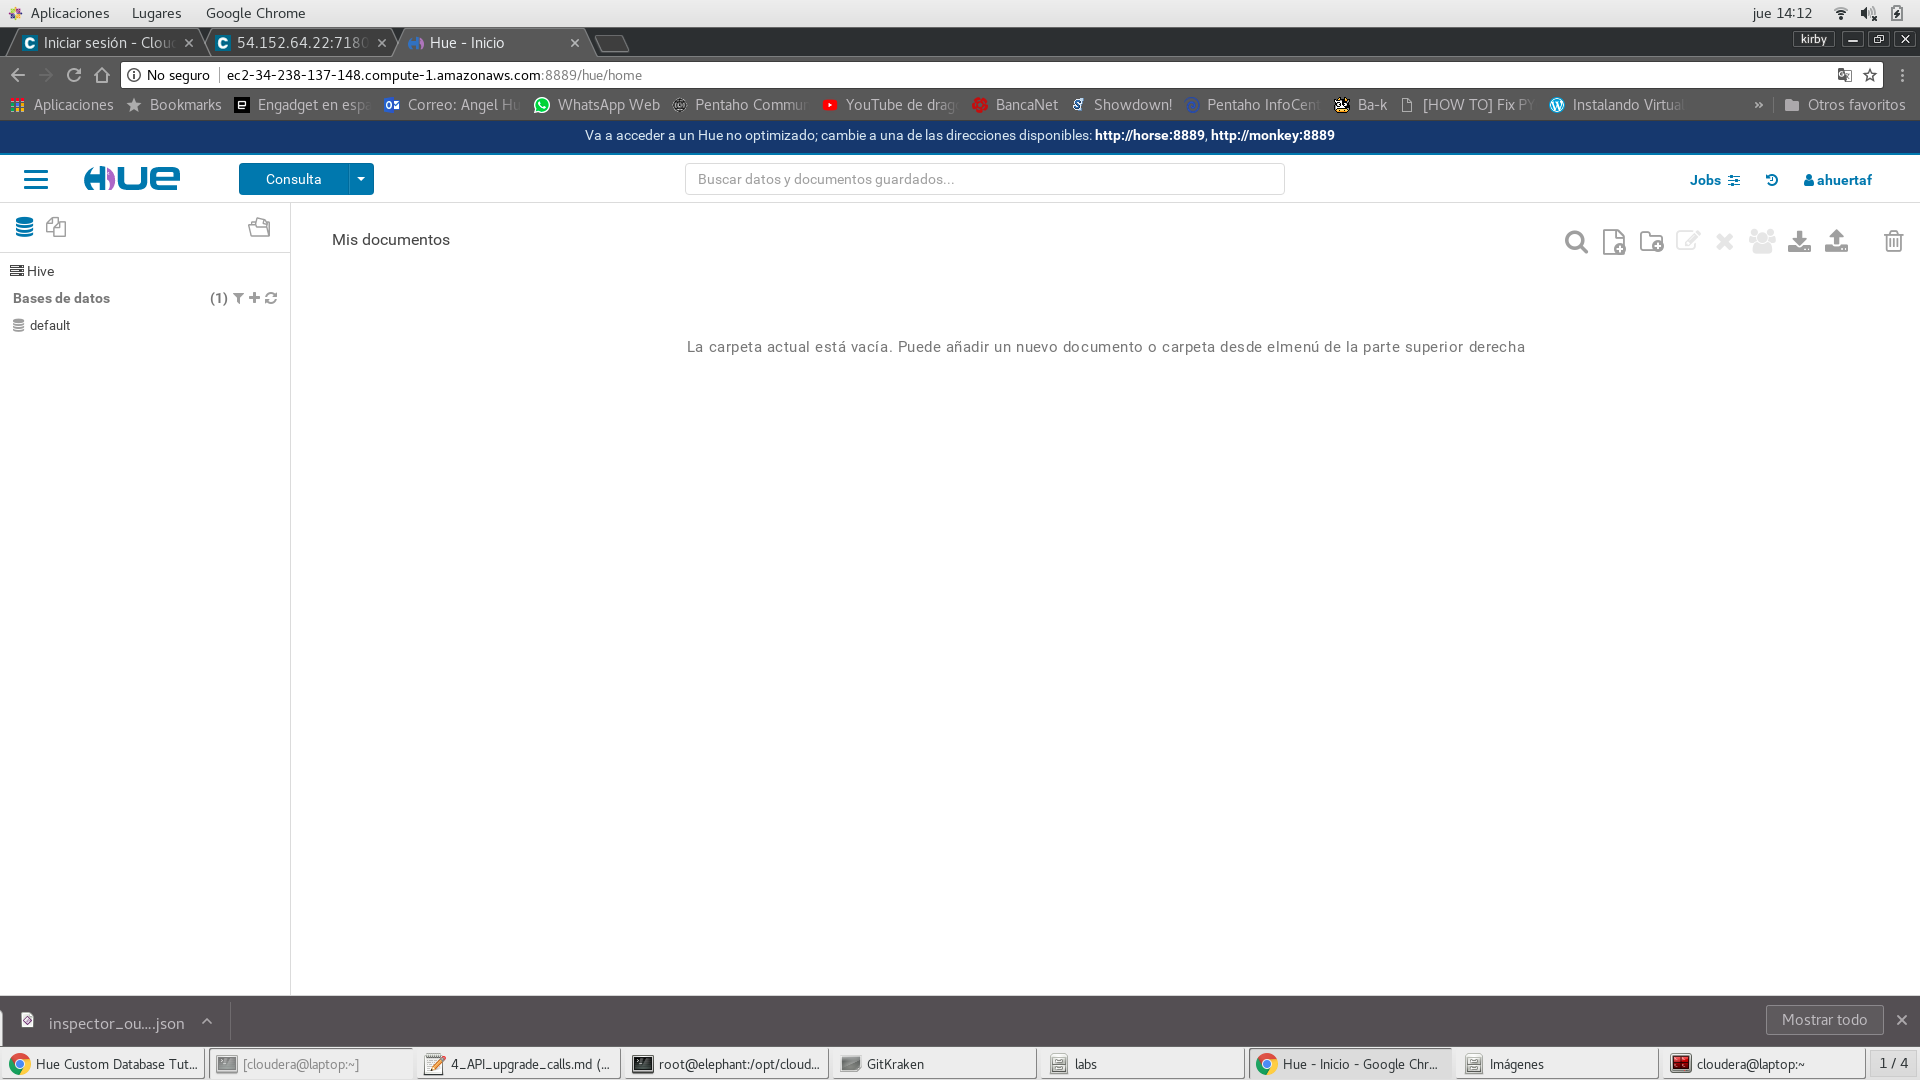 Aplicaciones Lugares Google Chrome jue 14:12
Iniciar sesión - Clou 54.152.64.22:7180 Hue - Inicio kirby
No seguro ec2-34-238-137-148.compute-1.amazonaws.com:8889/hue/home
Aplicaciones Bookmarks Engadget en espa Correo: Angel Hu WhatsApp Web Pentaho Commun YouTube de drag BancaNet Showdown! Pentaho InfoCent Ba-k [HOW TO] Fix PY Instalando Virtual » Otros favoritos
Va a acceder a un Hue no optimizado; cambie a una de las direcciones disponibles: http://horse:8889, http://monkey:8889
HUE Consulta Buscar datos y documentos guardados... Jobs ahuertaf
Mis documentos
Hive
Bases de datos (1)
default
La carpeta actual está vacía. Puede añadir un nuevo documento o carpeta desde elmenú de la parte superior derecha
inspector_ou....json Mostrar todo
Hue Custom Database Tut... [cloudera@laptop:~] 4_API_upgrade_calls.md (... root@elephant:/opt/cloud... GitKraken labs Hue - Inicio - Google Chr... Imágenes cloudera@laptop:~ 1 / 4